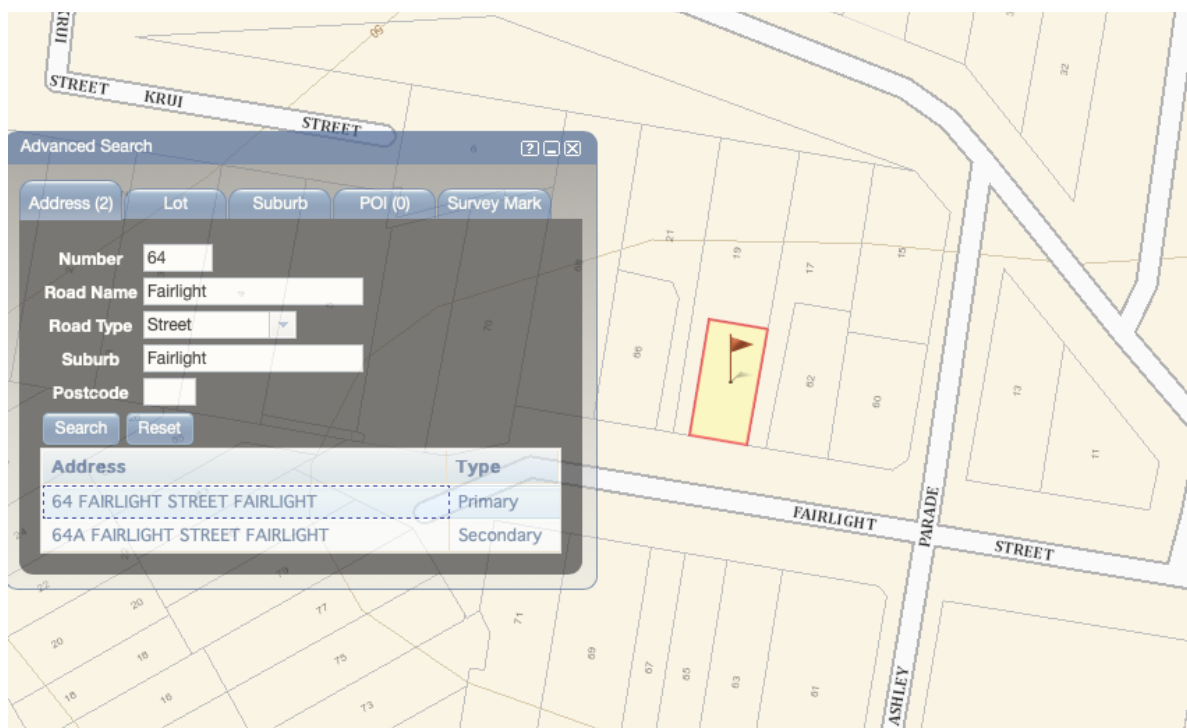 KRUI
STREET
KRUI
STREET
50
32
Advanced Search
Address (2)
Lot
Suburb
POI (0)
Survey Mark
Number 64
Road Name Fairlight
Road Type Street
Suburb Fairlight
Postcode
Search
Reset
Address Type
64 FAIRLIGHT STREET FAIRLIGHT Primary
64A FAIRLIGHT STREET FAIRLIGHT Secondary
21
19
17
15
70
66
62
60
13
11
FAIRLIGHT
STREET
PARADE
ASHLEY
79
77
75
73
71
69
67
65
63
61
22
20
20
18
18
16